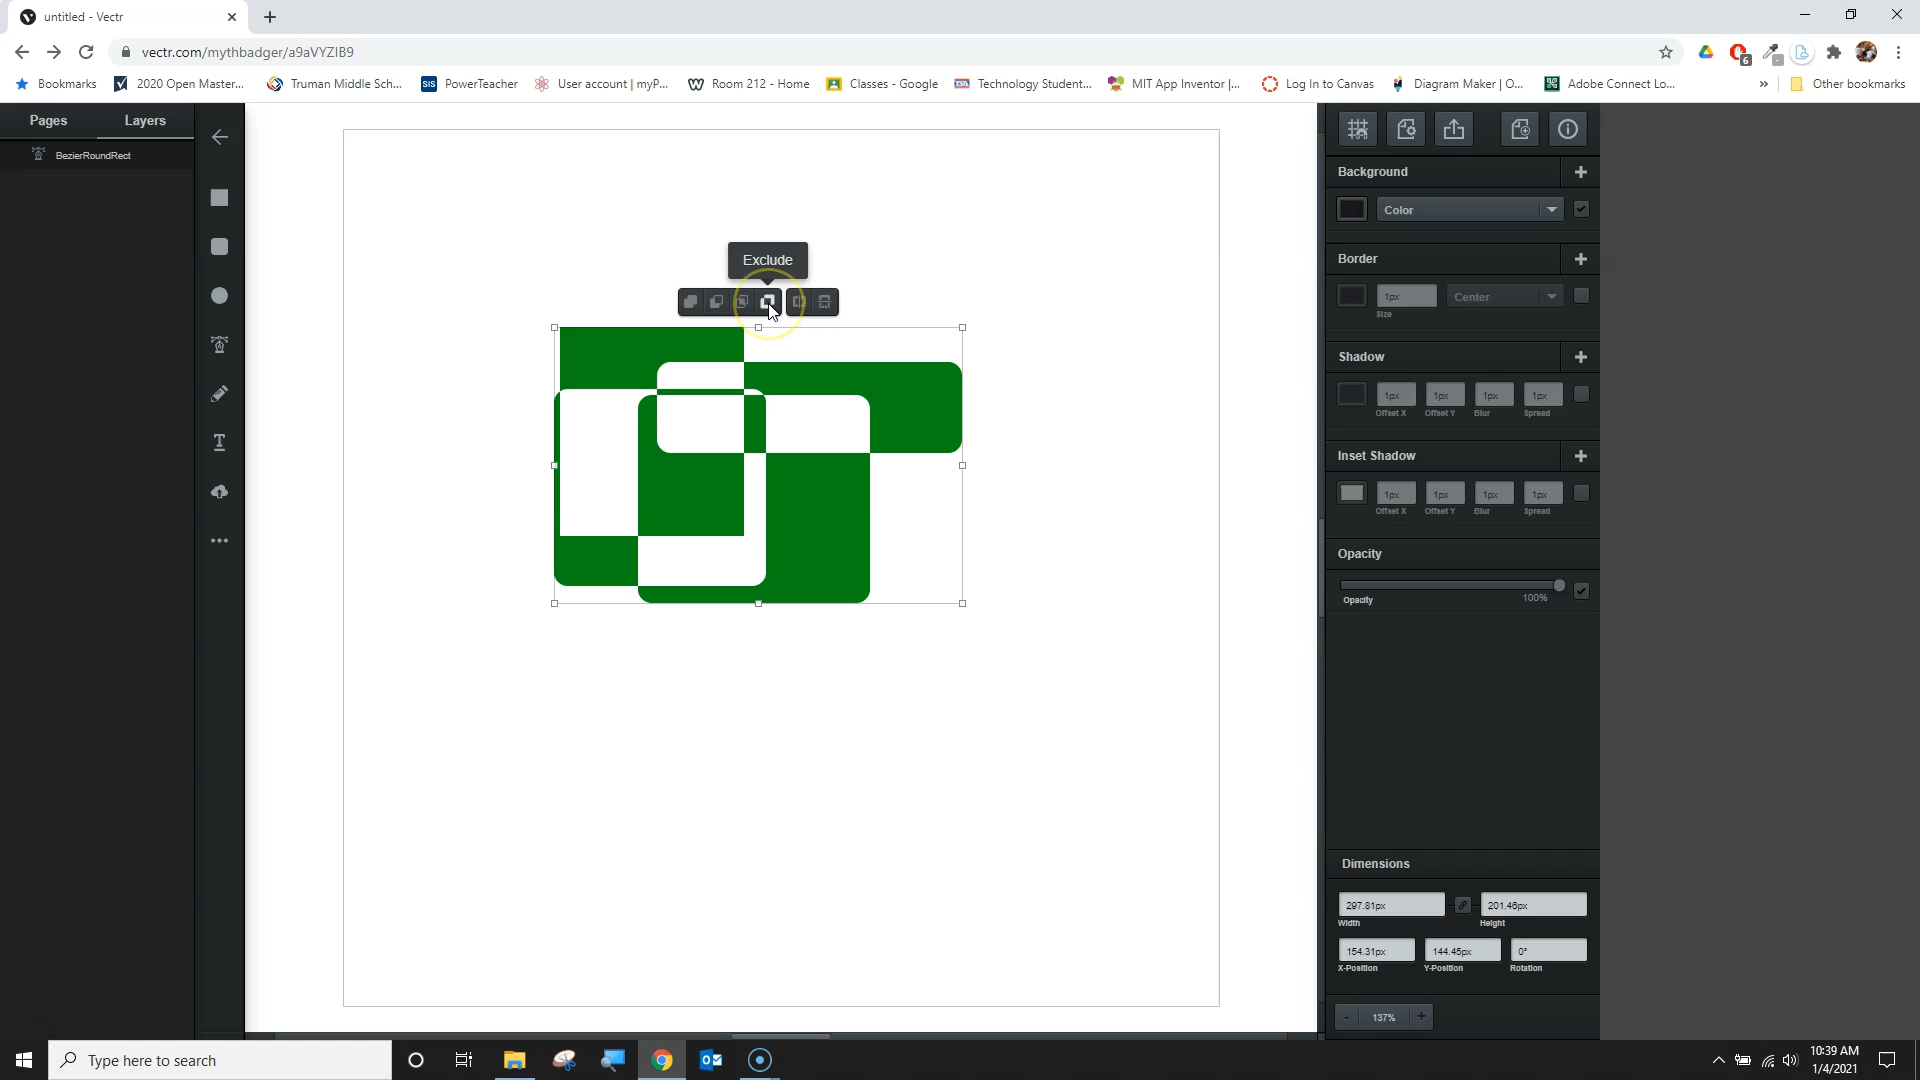 untitled - Vectr
vectr.com/mythbadger/a9aVYZIB9
6
Bookmarks
2020 Open Master...
Truman Middle Sch...
SIS
PowerTeacher
User account | myP...
Room 212 - Home
Classes - Google
Technology Student...
MIT App Inventor |...
Log In to Canvas
Diagram Maker | O...
Adobe Connect Lo...
»
Other bookmarks
Pages
Layers
BezierRoundRect
Exclude
Background
Color
Border
1px
Center
Size
Shadow
1px
1px
1px
1px
Offset X
Offset Y
Blur
Spread
Inset Shadow
1px
1px
1px
1px
Offset X
Offset Y
Blur
Spread
Opacity
Opacity
100%
Dimensions
297.81px
201.46px
Width
Height
154.31px
144.45px
0°
X-Position
Y-Position
Rotation
- 137% +
Type here to search
10:39 AM
1/4/2021